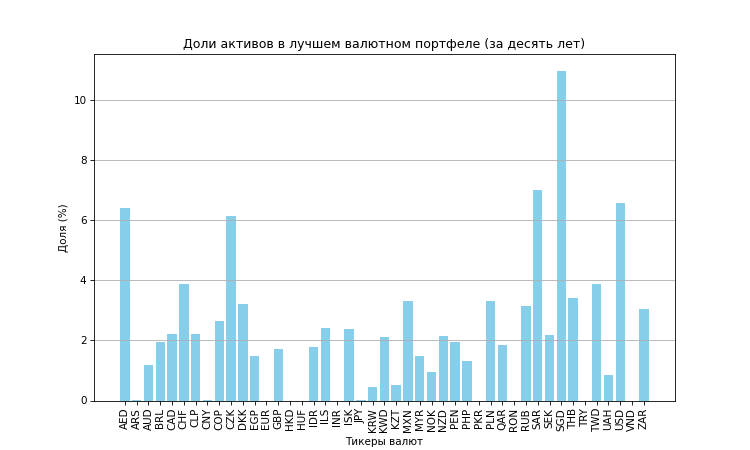 Доли активов в лучшем валютном портфеле (за десять лет)
Доля (%)
10
8
6
4
2
0
AED ARS AUD BRL CAD CHF CLP CNY COP CZK DKK EGP EUR GBP HKD HUF IDR ILS INR ISK JPY KRW KWD KZT MXN MYR NOK NZD PEN PHP PKR PLN QAR RON RUB SAR SEK SGD THB TRY TWD UAH USD VND ZAR
Тикеры валют